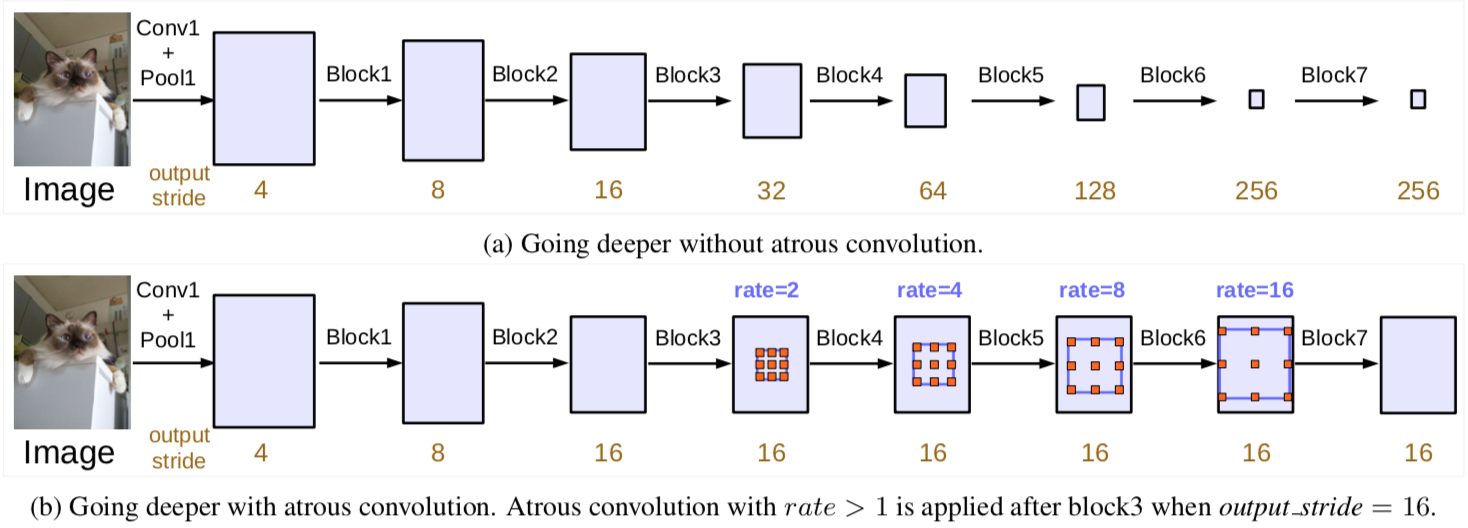 Conv1
+
Pool1
Block1 Block2 Block3 Block4 Block5 Block6 Block7
Image
output
stride
4 8 16 32 64 128 256 256
(a) Going deeper without atrous convolution.
rate=2 rate=4 rate=8 rate=16
Conv1
+
Pool1
Block1 Block2 Block3 Block4 Block5 Block6 Block7
Image
output
stride
4 8 16 16 16 16 16 16
(b) Going deeper with atrous convolution. Atrous convolution with rate > 1 is applied after block3 when output_stride = 16.